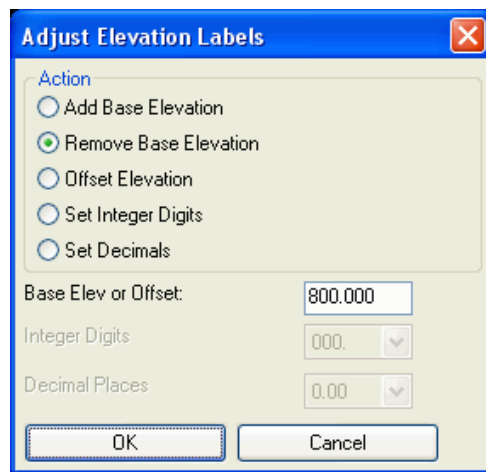 Adjust Elevation Labels
Action
Add Base Elevation
Remove Base Elevation
Offset Elevation
Set Integer Digits
Set Decimals
Base Elev or Offset: 800.000
Integer Digits 000.
Decimal Places 0.00
OK Cancel